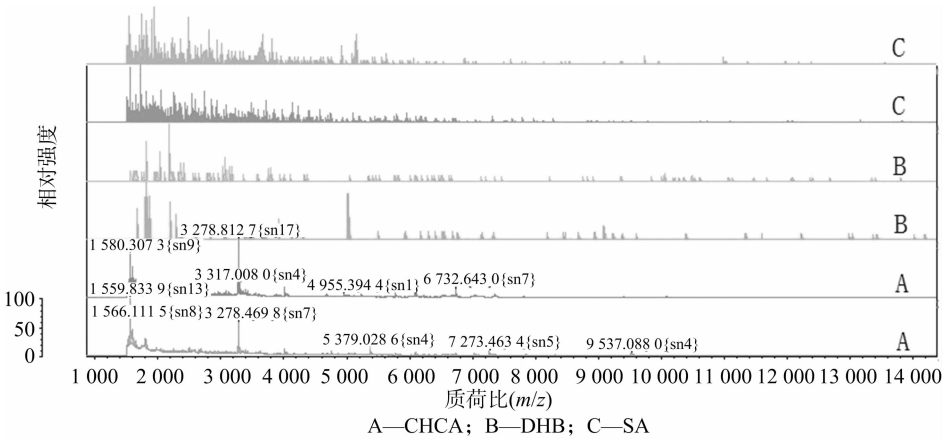 C
C
B
B
3 278.812 7{sn17}
1 580.307 3{sn9}
3 317.008 0{sn4}
4 955.394 4{sn1}
6 732.643 0{sn7}
A
1 559.833 9{sn13}
1 566.111 5{sn8}
3 278.469 8{sn7}
5 379.028 6{sn4}
7 273.463 4{sn5}
9 537.088 0{sn4}
A
相对强度
100
50
0
1 000 2 000 3 000 4 000 5 000 6 000 7 000 8 000 9 000 10 000 11 000 12 000 13 000 14 000
质荷比(m/z)
A—CHCA；B—DHB；C—SA